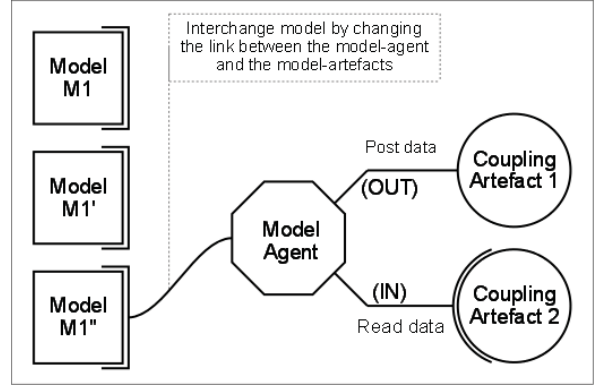 Interchange model by changing
the link between the model-agent
and the model-artefacts
Model
M1
Model
M1'
Model
M1"
Model
Agent
Post data
(OUT)
Coupling
Artefact 1
(IN)
Read data
Coupling
Artefact 2